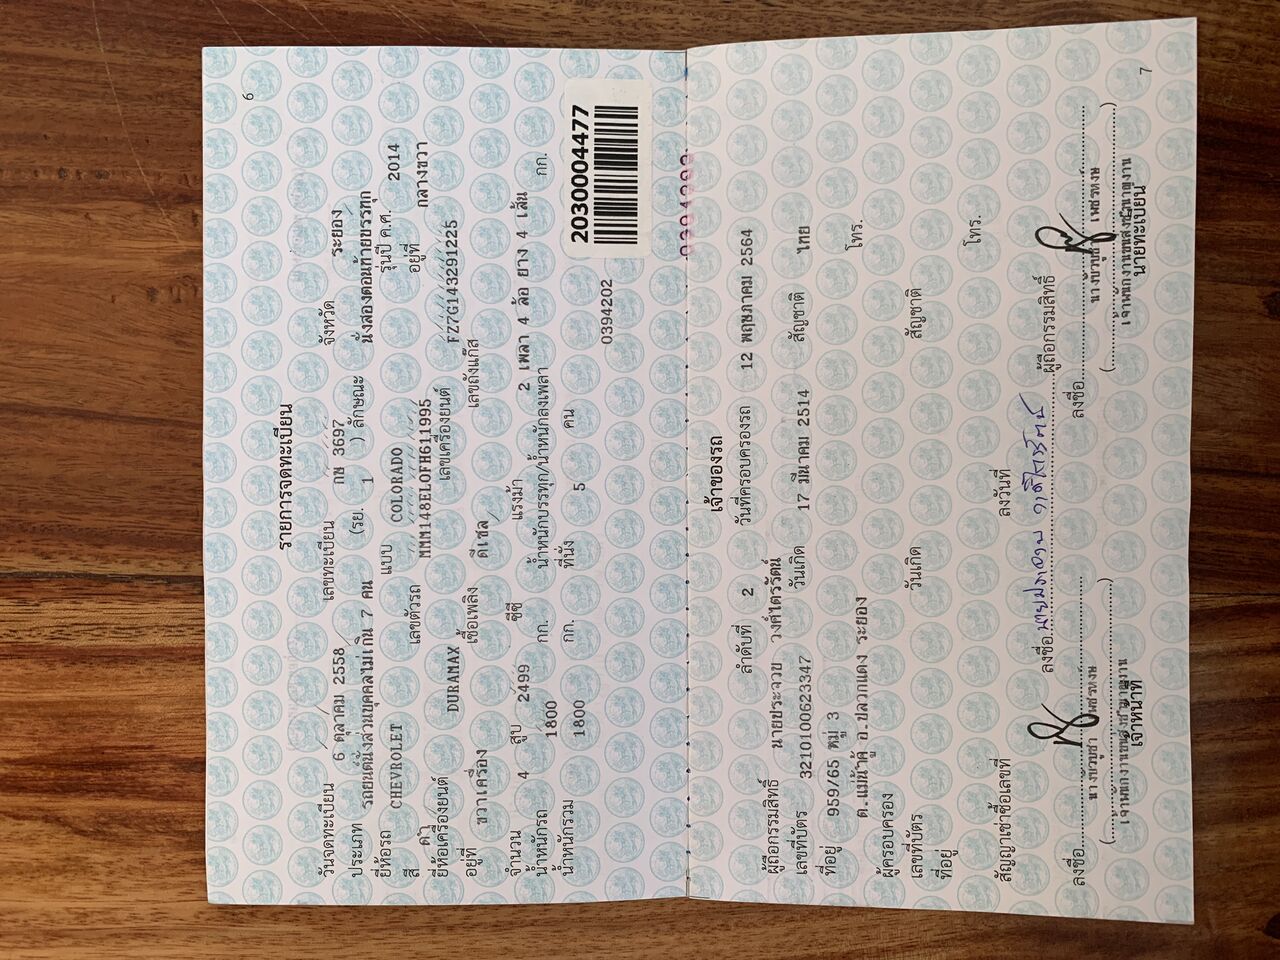 6
รายการจดทะเบียน
วันจดทะเบียน 6 ตุลาคม 2558 เลขทะเบียน กษ 3697 จังหวัด ระยอง
ประเภท รถยนต์นั่งส่วนบุคคลไม่เกิน 7 คน (รย. 1 ) ลักษณะ นั่งสองตอนท้ายบรรทุก
ยี่ห้อรถ CHEVROLET แบบ COLORADO รุ่นปี ค.ศ. 2014
สี ดำ เลขตัวรถ MMM148ELOFH611995 อยู่ที่ กลางขวา
ยี่ห้อเครื่องยนต์ DURAMAX เลขเครื่องยนต์ FZ7G143291225
อยู่ที่ ขวาเครื่อง เชื้อเพลิง ดีเซล เลขถังแก๊ส
จำนวน 4 สูบ 2499 ซีซี แรงม้า 2 เพลา 4 ล้อ ยาง 4 เส้น
น้ำหนักรถ 1800 กก. น้ำหนักบรรทุก/น้ำหนักลงเพลา กก.
น้ำหนักรวม 1800 กก. ที่นั่ง 5 คน
0394202
2030004477
เจ้าของรถ
ลำดับที่ 2 วันที่ครอบครองรถ 12 พฤษภาคม 2564
ผู้ถือกรรมสิทธิ์ นายประจวบ วงค์ไตรรัตน์
เลขที่บัตร 3210100623347 วันเกิด 17 มีนาคม 2514 สัญชาติ ไทย
ที่อยู่ 959/65 หมู่ 3 โทร.
ต.แม่น้ำคู้ อ.ปลวกแดง ระยอง
ผู้ครอบครอง
เลขที่บัตร วันเกิด สัญชาติ
ที่อยู่ โทร.
สัญญาเช่าซื้อเลขที่ ลงวันที่
ลงชื่อ ผู้ถือกรรมสิทธิ์
ลงชื่อ ลงชื่อ
เจ้าหน้าที่ นายทะเบียน
7